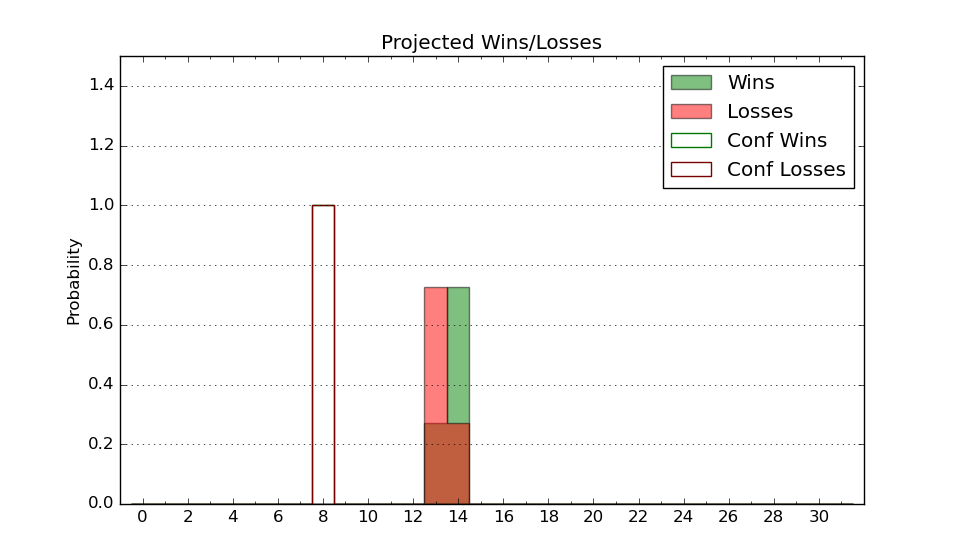 Projected Wins/Losses
Wins
Losses
Conf Wins
Conf Losses
Probability
1.4
1.2
1.0
0.8
0.6
0.4
0.2
0.0
0 2 4 6 8 10 12 14 16 18 20 22 24 26 28 30